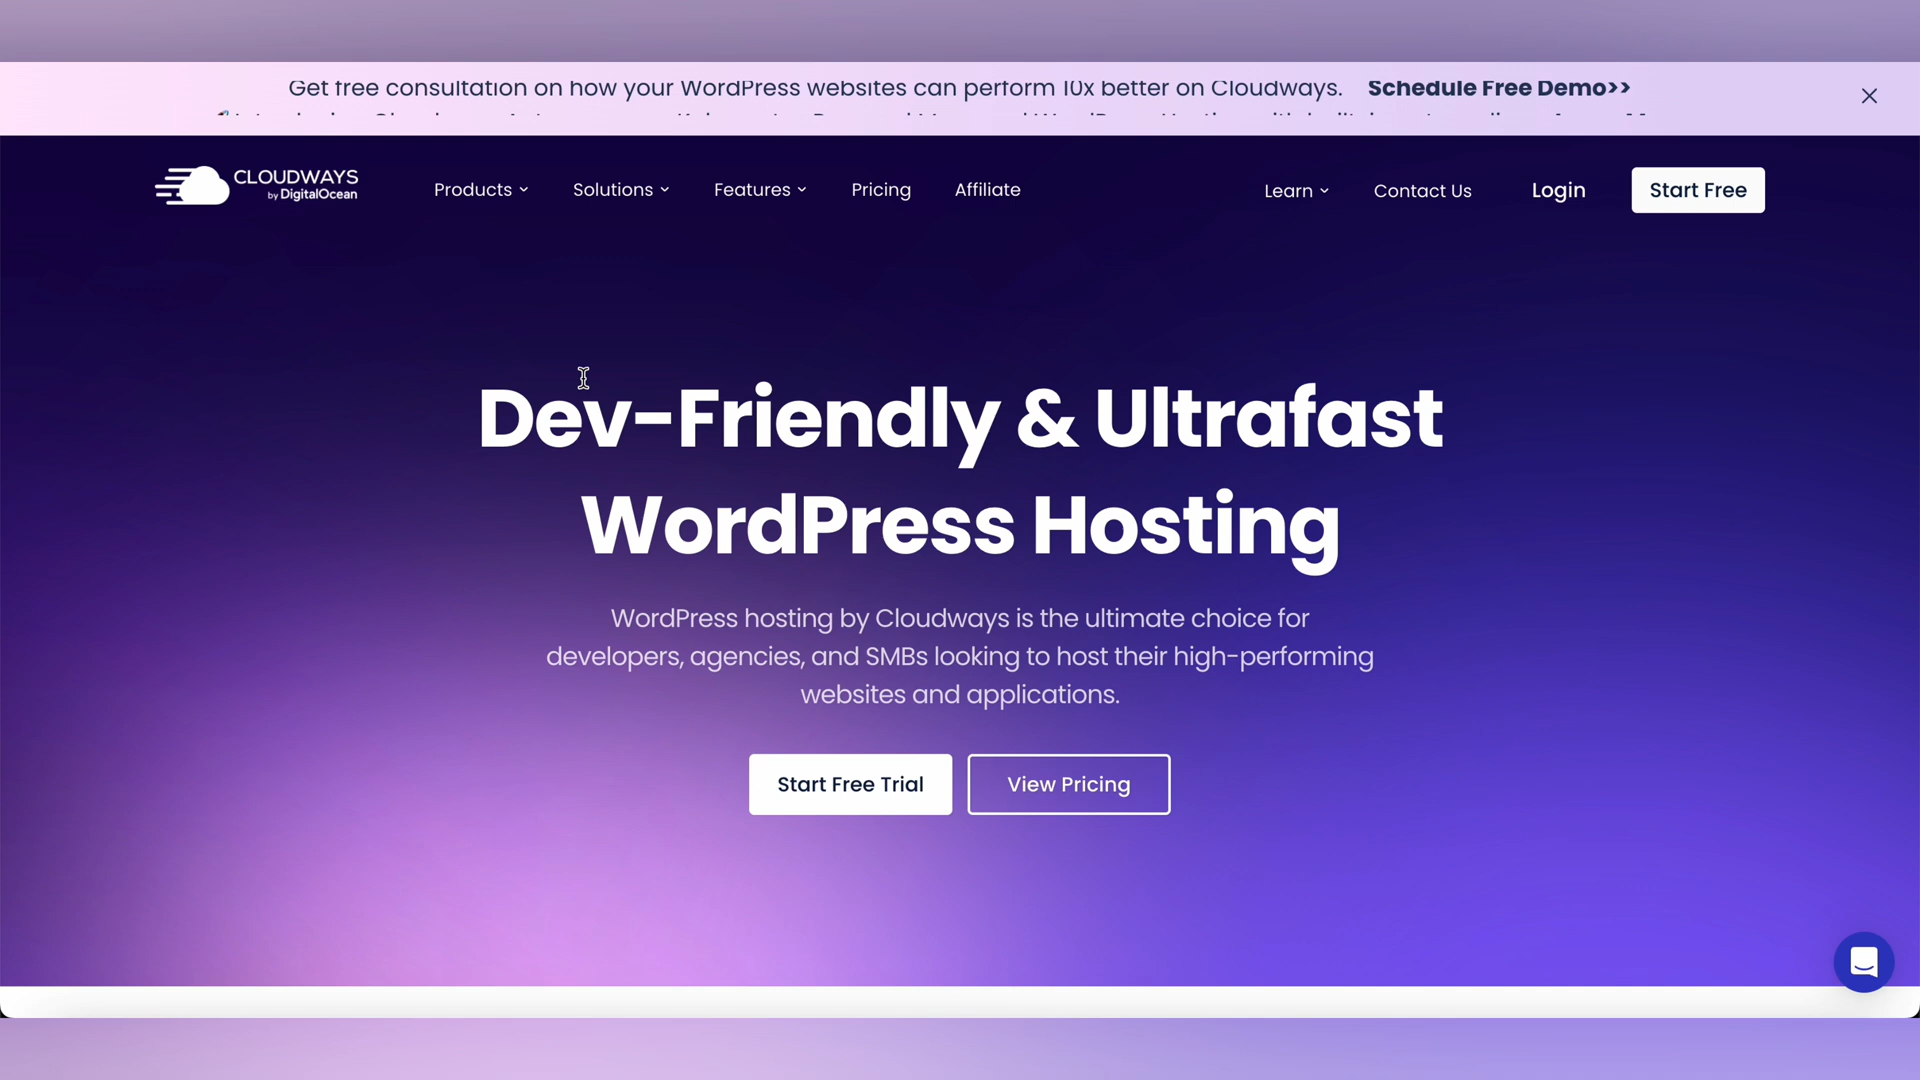 Get free consultation on how your WordPress websites can perform 10x better on Cloudways. Schedule Free Demo>>
CLOUDWAYS
by DigitalOcean
Products
Solutions
Features
Pricing
Affiliate
Learn
Contact Us
Login
Start Free
Dev-Friendly & Ultrafast
WordPress Hosting
WordPress hosting by Cloudways is the ultimate choice for
developers, agencies, and SMBs looking to host their high-performing
websites and applications.
Start Free Trial
View Pricing